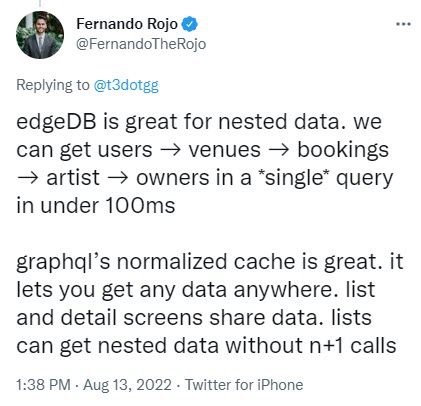 Fernando Rojo
@FernandoTheRojo
Replying to @t3dotgg
edgeDB is great for nested data. we
can get users → venues → bookings
→ artist → owners in a *single* query
in under 100ms
graphql's normalized cache is great. it
lets you get any data anywhere. list
and detail screens share data. lists
can get nested data without n+1 calls
1:38 PM · Aug 13, 2022 · Twitter for iPhone